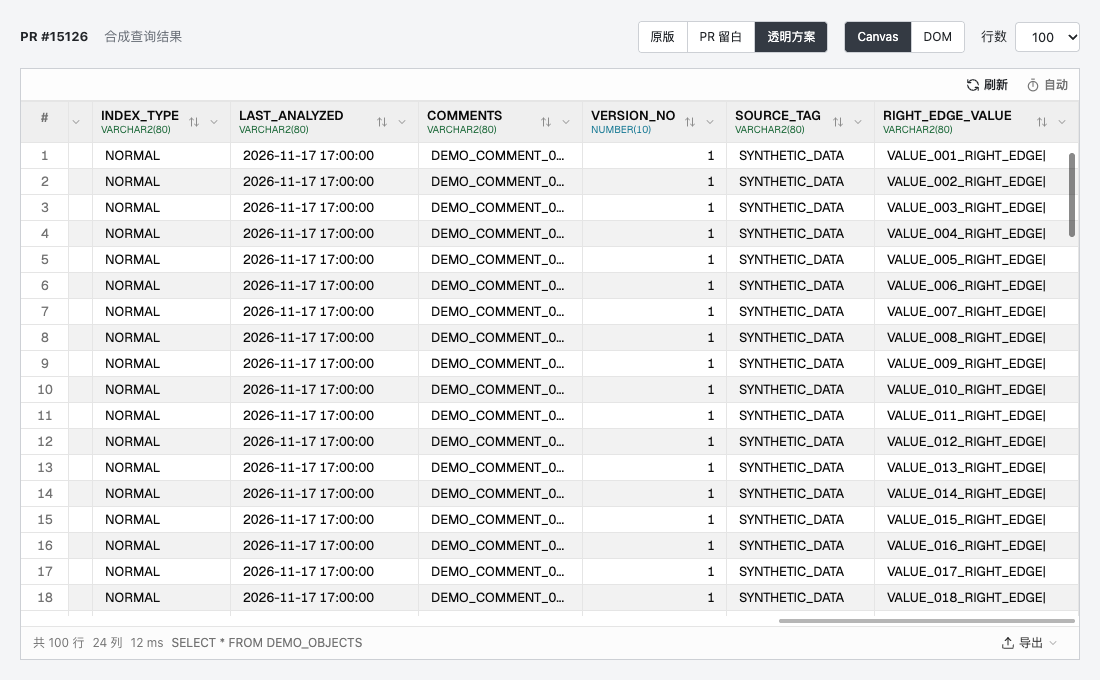 PR #15126 合成查询结果 原版 PR 留白 透明方案 Canvas DOM 行数 100
刷新 自动
# INDEX_TYPE LAST_ANALYZED COMMENTS VERSION_NO SOURCE_TAG RIGHT_EDGE_VALUE
VARCHAR2(80) VARCHAR2(80) VARCHAR2(80) NUMBER(10) VARCHAR2(80) VARCHAR2(80)
1 NORMAL 2026-11-17 17:00:00 DEMO_COMMENT_0... 1 SYNTHETIC_DATA VALUE_001_RIGHT_EDGE|
2 NORMAL 2026-11-17 17:00:00 DEMO_COMMENT_0... 1 SYNTHETIC_DATA VALUE_002_RIGHT_EDGE|
3 NORMAL 2026-11-17 17:00:00 DEMO_COMMENT_0... 1 SYNTHETIC_DATA VALUE_003_RIGHT_EDGE|
4 NORMAL 2026-11-17 17:00:00 DEMO_COMMENT_0... 1 SYNTHETIC_DATA VALUE_004_RIGHT_EDGE|
5 NORMAL 2026-11-17 17:00:00 DEMO_COMMENT_0... 1 SYNTHETIC_DATA VALUE_005_RIGHT_EDGE|
6 NORMAL 2026-11-17 17:00:00 DEMO_COMMENT_0... 1 SYNTHETIC_DATA VALUE_006_RIGHT_EDGE|
7 NORMAL 2026-11-17 17:00:00 DEMO_COMMENT_0... 1 SYNTHETIC_DATA VALUE_007_RIGHT_EDGE|
8 NORMAL 2026-11-17 17:00:00 DEMO_COMMENT_0... 1 SYNTHETIC_DATA VALUE_008_RIGHT_EDGE|
9 NORMAL 2026-11-17 17:00:00 DEMO_COMMENT_0... 1 SYNTHETIC_DATA VALUE_009_RIGHT_EDGE|
10 NORMAL 2026-11-17 17:00:00 DEMO_COMMENT_0... 1 SYNTHETIC_DATA VALUE_010_RIGHT_EDGE|
11 NORMAL 2026-11-17 17:00:00 DEMO_COMMENT_0... 1 SYNTHETIC_DATA VALUE_011_RIGHT_EDGE|
12 NORMAL 2026-11-17 17:00:00 DEMO_COMMENT_0... 1 SYNTHETIC_DATA VALUE_012_RIGHT_EDGE|
13 NORMAL 2026-11-17 17:00:00 DEMO_COMMENT_0... 1 SYNTHETIC_DATA VALUE_013_RIGHT_EDGE|
14 NORMAL 2026-11-17 17:00:00 DEMO_COMMENT_0... 1 SYNTHETIC_DATA VALUE_014_RIGHT_EDGE|
15 NORMAL 2026-11-17 17:00:00 DEMO_COMMENT_0... 1 SYNTHETIC_DATA VALUE_015_RIGHT_EDGE|
16 NORMAL 2026-11-17 17:00:00 DEMO_COMMENT_0... 1 SYNTHETIC_DATA VALUE_016_RIGHT_EDGE|
17 NORMAL 2026-11-17 17:00:00 DEMO_COMMENT_0... 1 SYNTHETIC_DATA VALUE_017_RIGHT_EDGE|
18 NORMAL 2026-11-17 17:00:00 DEMO_COMMENT_0... 1 SYNTHETIC_DATA VALUE_018_RIGHT_EDGE|
共 100 行 24 列 12 ms SELECT * FROM DEMO_OBJECTS 导出